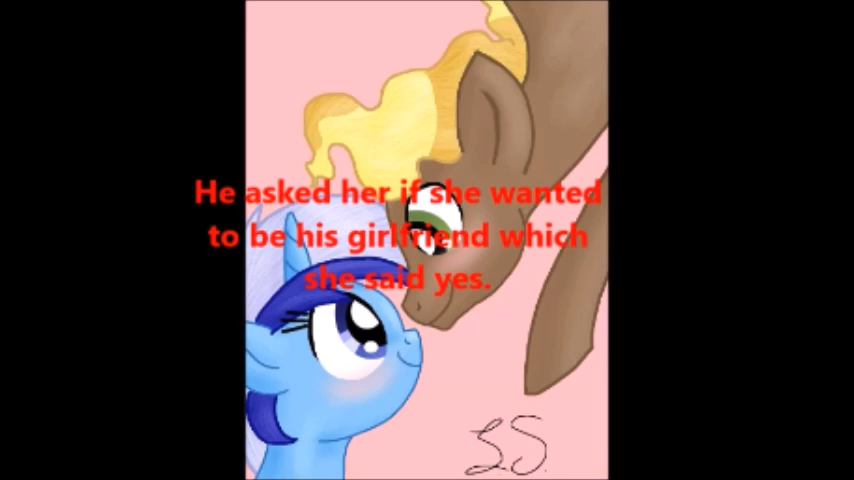 He asked her if she wanted
to be his girlfriend which
she said yes.